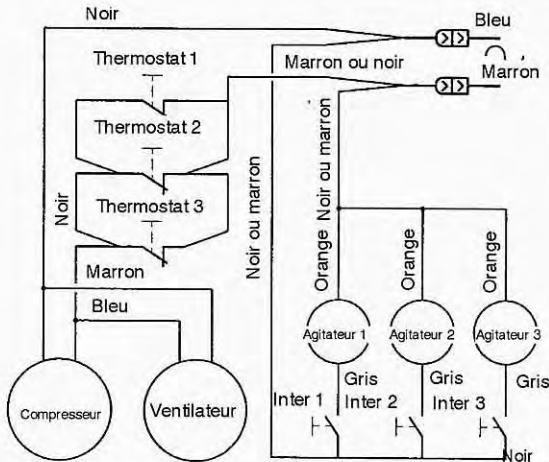 Noir
Bleu
Thermostat 1
Marron ou noir
Marron
Thermostat 2
Noir
Noir ou marron
Noir ou marron
Thermostat 3
Marron
Bleu
Orange
Orange
Orange
Agitateur 1
Agitateur 2
Agitateur 3
Gris
Gris
Gris
Compresseur
Ventilateur
Inter 1
Inter 2
Inter 3
Noir